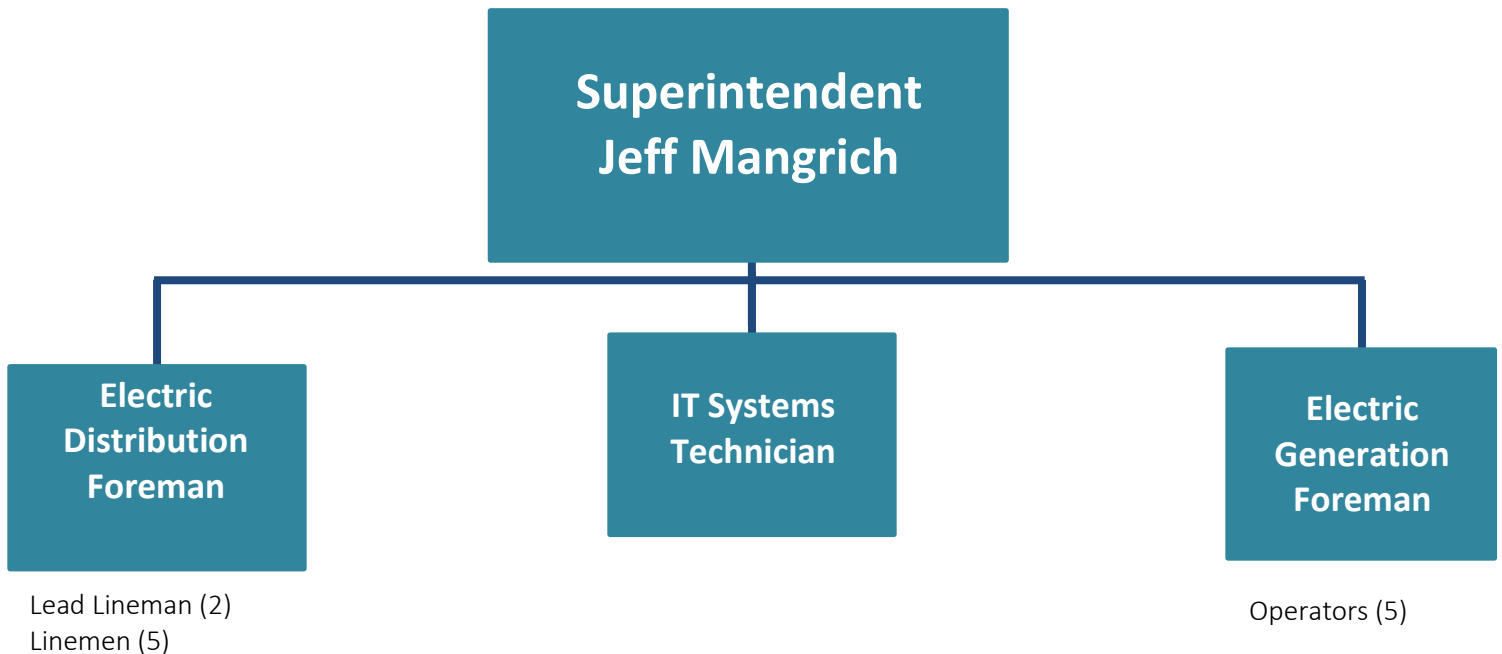 Superintendent
Jeff Mangrich
Electric
Distribution
Foreman
IT Systems
Technician
Electric
Generation
Foreman
Lead Lineman (2)
Linemen (5)
Operators (5)